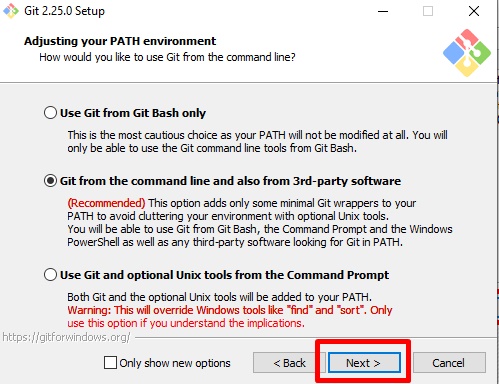 Git 2.25.0 Setup
Adjusting your PATH environment
How would you like to use Git from the command line?
Use Git from Git Bash only
This is the most cautious choice as your PATH will not be modified at all. You will
only be able to use the Git command line tools from Git Bash.
Git from the command line and also from 3rd-party software
(Recommended) This option adds only some minimal Git wrappers to your
PATH to avoid cluttering your environment with optional Unix tools.
You will be able to use Git from Git Bash, the Command Prompt and the Windows
PowerShell as well as any third-party software looking for Git in PATH.
Use Git and optional Unix tools from the Command Prompt
Both Git and the optional Unix tools will be added to your PATH.
Warning: This will override Windows tools like "find" and "sort". Only
use this option if you understand the implications.
https://gitforwindows.org/
Only show new options
< Back
Next >
Cancel